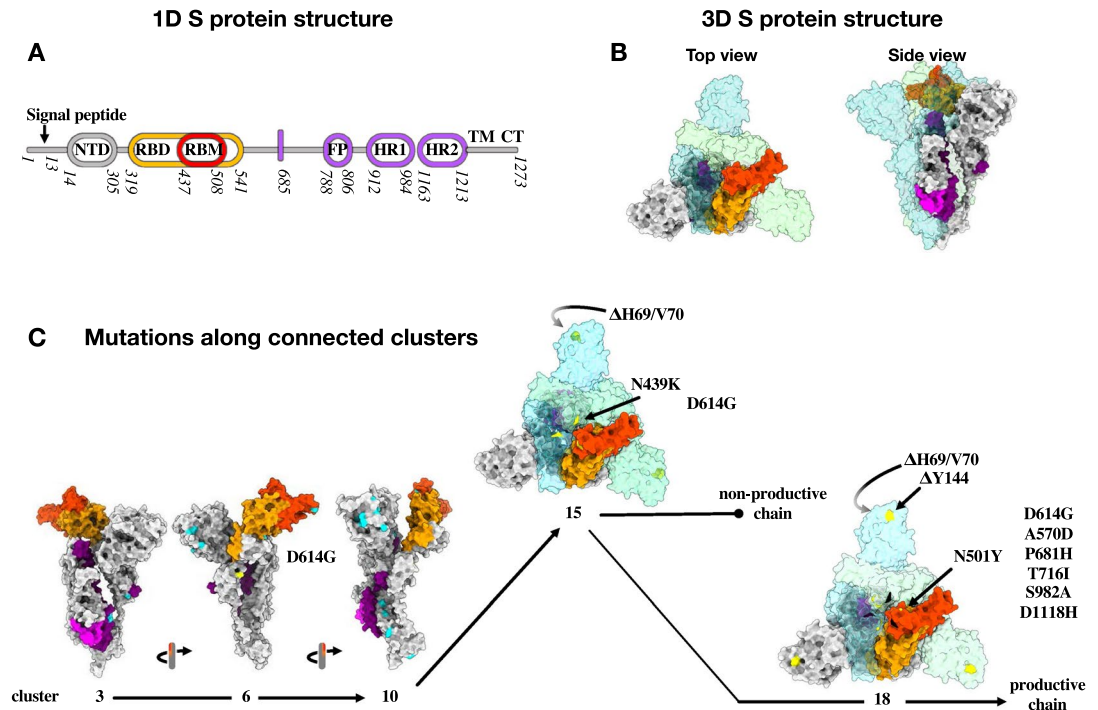 1D S protein structure
3D S protein structure
A
B
Top view
Side view
Signal peptide
NTD
RBD
RBM
FP
HR1
HR2
TM CT
1
13
14
305
319
437
508
541
685
788
806
912
984
1163
1213
1273
C Mutations along connected clusters
ΔH69/V70
N439K
D614G
D614G
15
non-productive
chain
ΔH69/V70
ΔY144
N501Y
D614G
A570D
P681H
T716I
S982A
D1118H
cluster 3 6 10
18
productive
chain